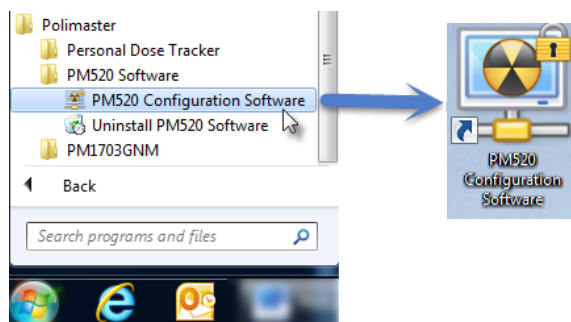 Polimaster
Personal Dose Tracker
PM520 Software
PM520 Configuration Software
Uninstall PM520 Software
PM1703GNM
Back
Search programs and files
PM520
Configuration
Software